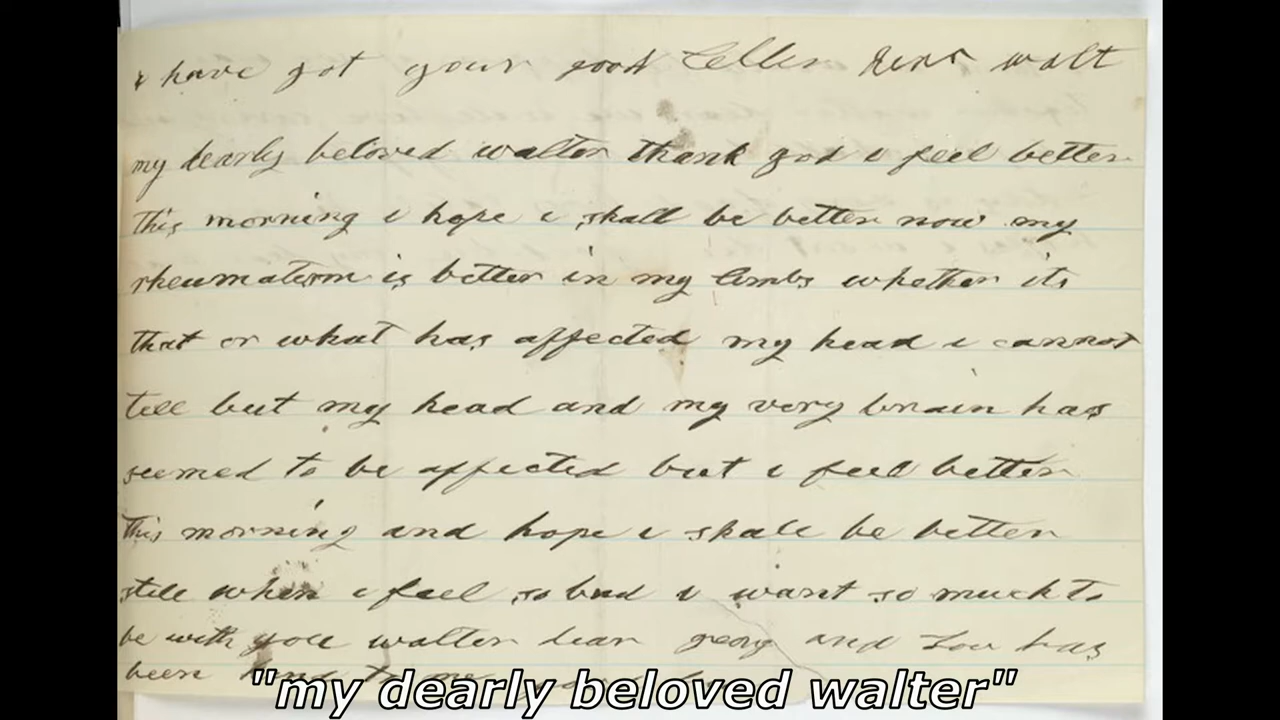 i have got your good Letter dear walt
my dearly beloved walter thank god i feel better
this morning i hope i shall be better now my
rheumatism is better in my limbs whether its
that or what has affected my head i cannot
tell but my head and my very brain has
seemed to be affected but i feel better
this morning and hope i shall be better
still when i feel so bad i want so much to
be with you walter dear georg and Lou has
been kind to me
"my dearly beloved walter"